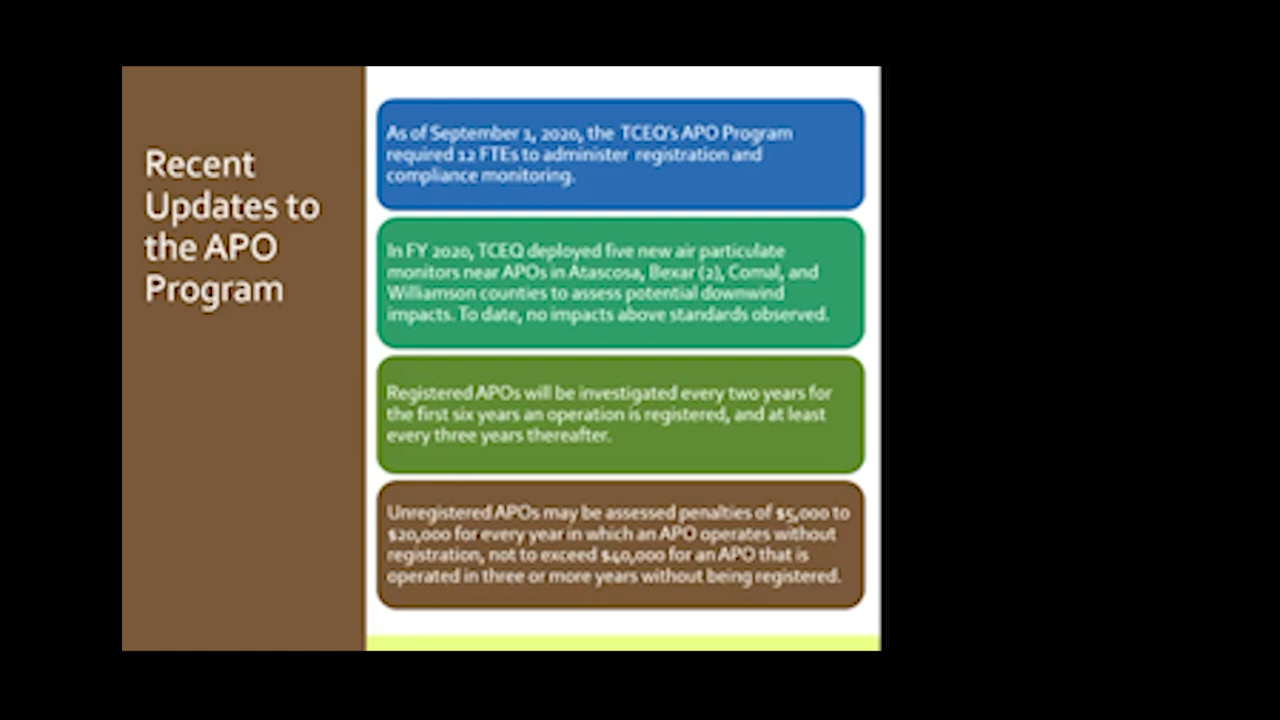 Recent
Updates to
the APO
Program
As of September 1, 2020, the TCEQ's APO Program
required 12 FTEs to administer registration and
compliance monitoring.
In FY 2020, TCEQ deployed five new air particulate
monitors near APOs in Atascosa, Bexar (2), Comal, and
Williamson counties to assess potential downwind
impacts. To date, no impacts above standards observed.
Registered APOs will be investigated every two years for
the first six years an operation is registered, and at least
every three years thereafter.
Unregistered APOs may be assessed penalties of $5,000 to
$20,000 for every year in which an APO operates without
registration, not to exceed $40,000 for an APO that is
operated in three or more years without being registered.